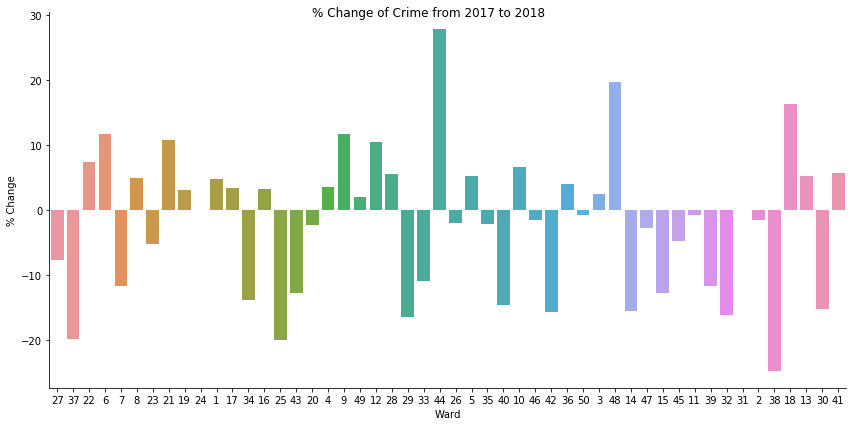 % Change of Crime from 2017 to 2018
30
20
10
0
−10
−20
% Change
27 37 22 6 7 8 23 21 19 24 1 17 34 16 25 43 20 4 9 49 12 28 29 33 44 26 5 35 40 10 46 42 36 50 3 48 14 47 15 45 11 39 32 31 2 38 18 13 30 41
Ward